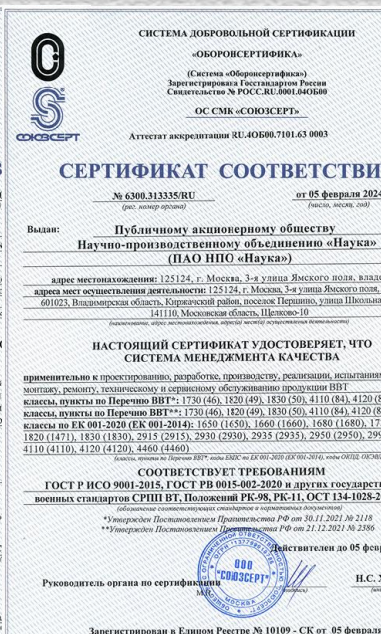 СИСТЕМА ДОБРОВОЛЬНОЙ СЕРТИФИКАЦИИ
«ОБОРОНСЕРТИФИКА»
(Система «Оборонсертифика»)
Зарегистрирована Госстандартом России
Свидетельство № РОСС.RU.0001.04ОБ00
ОС СМК «СОЮЗСЕРТ»
СОЮЗСЕРТ
Аттестат аккредитации RU.4ОБ00.7101.63 0003
СЕРТИФИКАТ СООТВЕТСТВИ
№ 6300.313335/RU
от 05 февраля 2024
(рег. номер органа)
(число, месяц, год)
Выдан:
Публичному акционерному обществу
Научно-производственному объединению «Наука»
(ПАО НПО «Наука»)
адрес местонахождения: 125124, г. Москва, 3-я улица Ямского поля, владе
адреса мест осуществления деятельности: 125124, г. Москва, 3-я улица Ямского поля,
601023, Владимирская область, Киржачский район, поселок Першино, улица Школьна
141110, Московская область, Щелково-10
(наименование, адрес местонахождения, адрес(а) мест(а) осуществления деятельности)
НАСТОЯЩИЙ СЕРТИФИКАТ УДОСТОВЕРЯЕТ, ЧТО
СИСТЕМА МЕНЕДЖМЕНТА КАЧЕСТВА
применительно к проектированию, разработке, производству, реализации, испытаниям
монтажу, ремонту, техническому и сервисному обслуживанию продукции ВВТ
классы, пункты по Перечню ВВТ*: 1730 (46), 1820 (49), 1830 (50), 4110 (84), 4120 (8
классы, пункты по Перечню ВВТ**: 1730 (46), 1820 (49), 1830 (50), 4110 (84), 4120 (8
классы по ЕК 001-2020 (ЕК 001-2014): 1650 (1650), 1660 (1660), 1680 (1680), 17
1820 (1471), 1830 (1830), 2915 (2915), 2930 (2930), 2935 (2935), 2950 (2950), 299
4110 (4110), 4120 (4120), 4460 (4460)
СООТВЕТСТВУЕТ ТРЕБОВАНИЯМ
ГОСТ Р ИСО 9001-2015, ГОСТ РВ 0015-002-2020 и других государст
военных стандартов СРПП ВТ, Положений РК-98, РК-11, ОСТ 134-1028-2
(обозначение соответствующих стандартов и нормативных документов)
*Утвержден Постановлением Правительства РФ от 30.11.2021 № 2118
**Утвержден Постановлением Правительства РФ от 21.12.2021 № 2386
Действителен до 05 февр
ООО
"СОЮЗСЕРТ"
МОСКВА
Руководитель органа по сертификации
Н.С. Х
М.П.
Зарегистрирован в Едином Реестре № 10109 - СК от 05 февраля